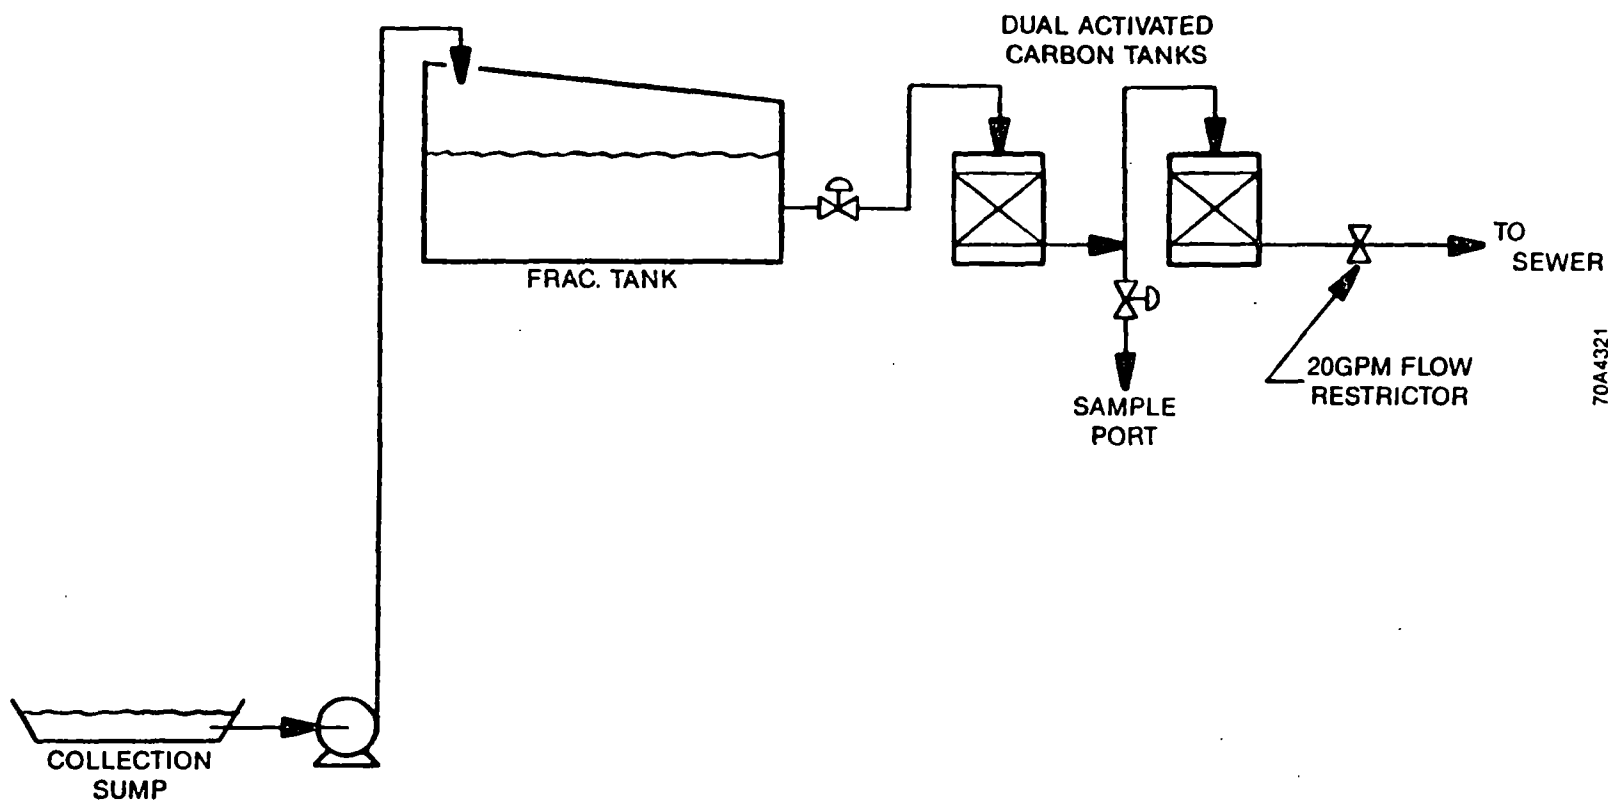 DUAL ACTIVATED
CARBON TANKS
FRAC. TANK
TO
SEWER
20GPM FLOW
RESTRICTOR
SAMPLE
PORT
70A4321
COLLECTION
SUMP